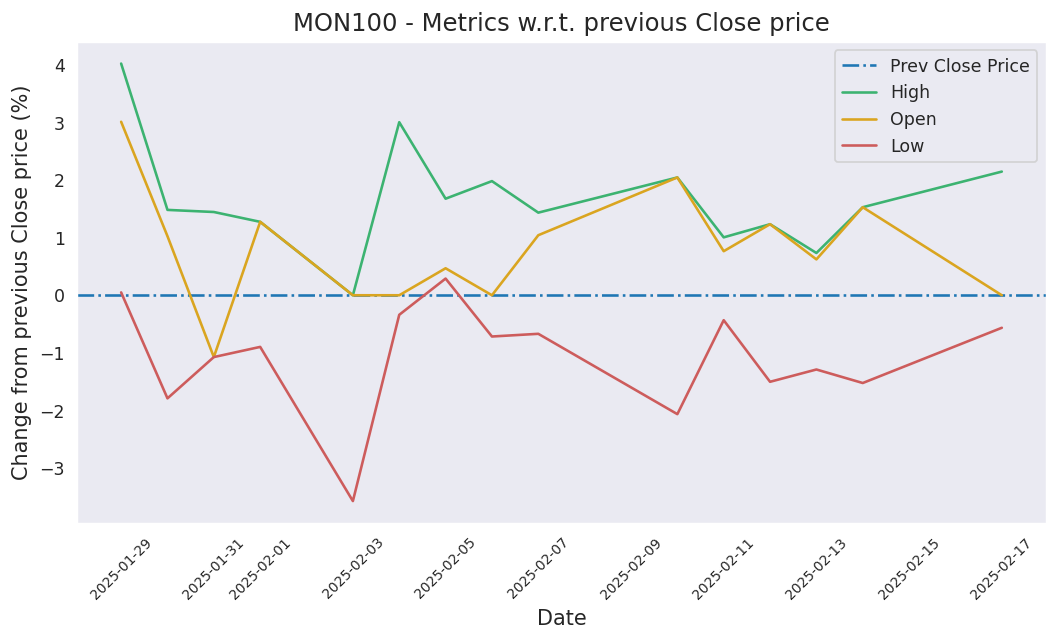 MON100 - Metrics w.r.t. previous Close price
Prev Close Price
High
Open
Low
Change from previous Close price (%)
4
3
2
1
0
−1
−2
−3
2025-01-29
2025-01-31
2025-02-01
2025-02-03
2025-02-05
2025-02-07
2025-02-09
2025-02-11
2025-02-13
2025-02-15
2025-02-17
Date